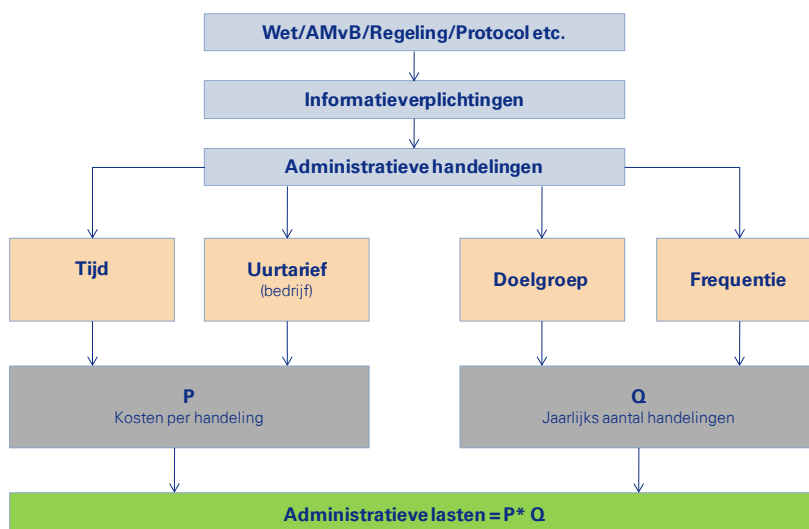 Wet/AMvB/Regeling/Protocol etc.
Informatieverplichtingen
Administratieve handelingen
Tijd
Uurtarief
(bedrijf)
Doelgroep
Frequentie
P
Kosten per handeling
Q
Jaarlijks aantal handelingen
Administratieve lasten = P* Q